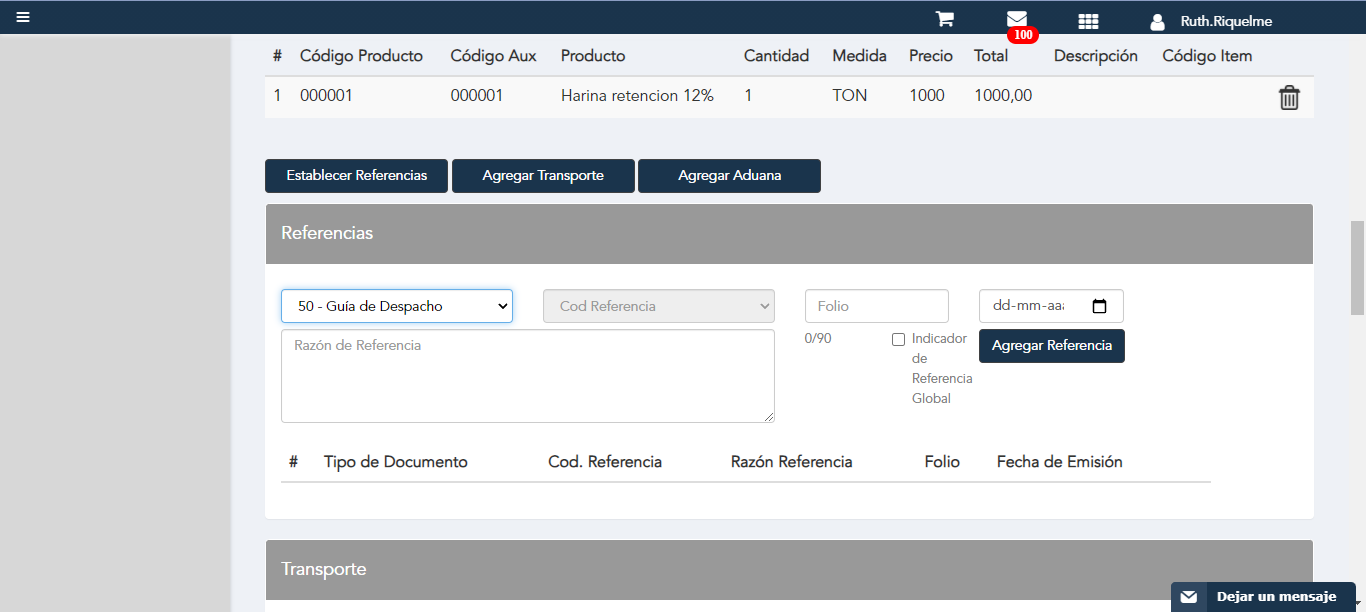 Ruth.Riquelme
100
# Código Producto Código Aux Producto Cantidad Medida Precio Total Descripción Código Item
1 000001 000001 Harina retencion 12% 1 TON 1000 1000,00
Establecer Referencias Agregar Transporte Agregar Aduana
Referencias
50 - Guía de Despacho Cod Referencia Folio dd-mm-aaa
Razón de Referencia 0/90 Indicador de Referencia Global Agregar Referencia
# Tipo de Documento Cod. Referencia Razón Referencia Folio Fecha de Emisión
Transporte
Dejar un mensaje